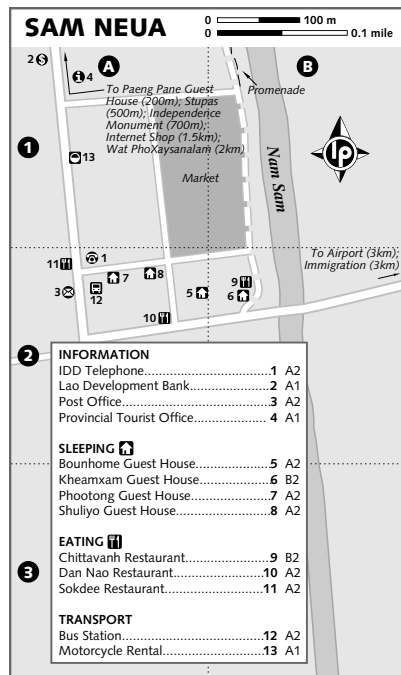 SAM NEUA
0 100 m
0 0.1 mile
2
4
A
B
To Paeng Pane Guest
House (200m); Stupas
(500m); Independence
Monument (700m);
Internet Shop (1.5km);
Wat PhoXaysanalam (2km)
Promenade
1
13
Market
Nam Sam
lp
To Airport (3km);
Immigration (3km)
11
1
7
8
3
12
5
9
6
10
2
INFORMATION
IDD Telephone 1 A2
Lao Development Bank 2 A1
Post Office 3 A2
Provincial Tourist Office 4 A1
SLEEPING
Bounhome Guest House 5 A2
Kheamxam Guest House 6 B2
Phootong Guest House 7 A2
Shuliyo Guest House 8 A2
EATING
Chittavanh Restaurant 9 B2
Dan Nao Restaurant 10 A2
Sokdee Restaurant 11 A2
3
TRANSPORT
Bus Station 12 A2
Motorcycle Rental 13 A1